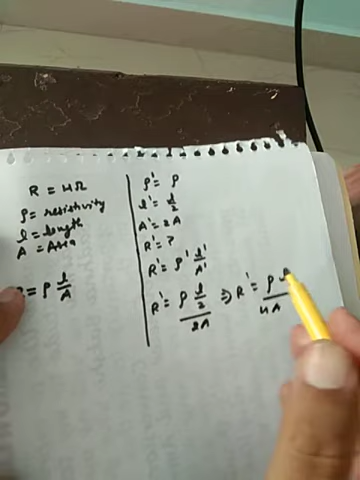 R = 4Ω
ρ = resistivity
l = length
A = Area
= ρ l/A
ρ' = ρ
l' = l/2
A' = 2A
R' = ?
R' = ρ' l'/A'
R' = ρ l/2 / 2A ⇒ R' = ρ l / 4A